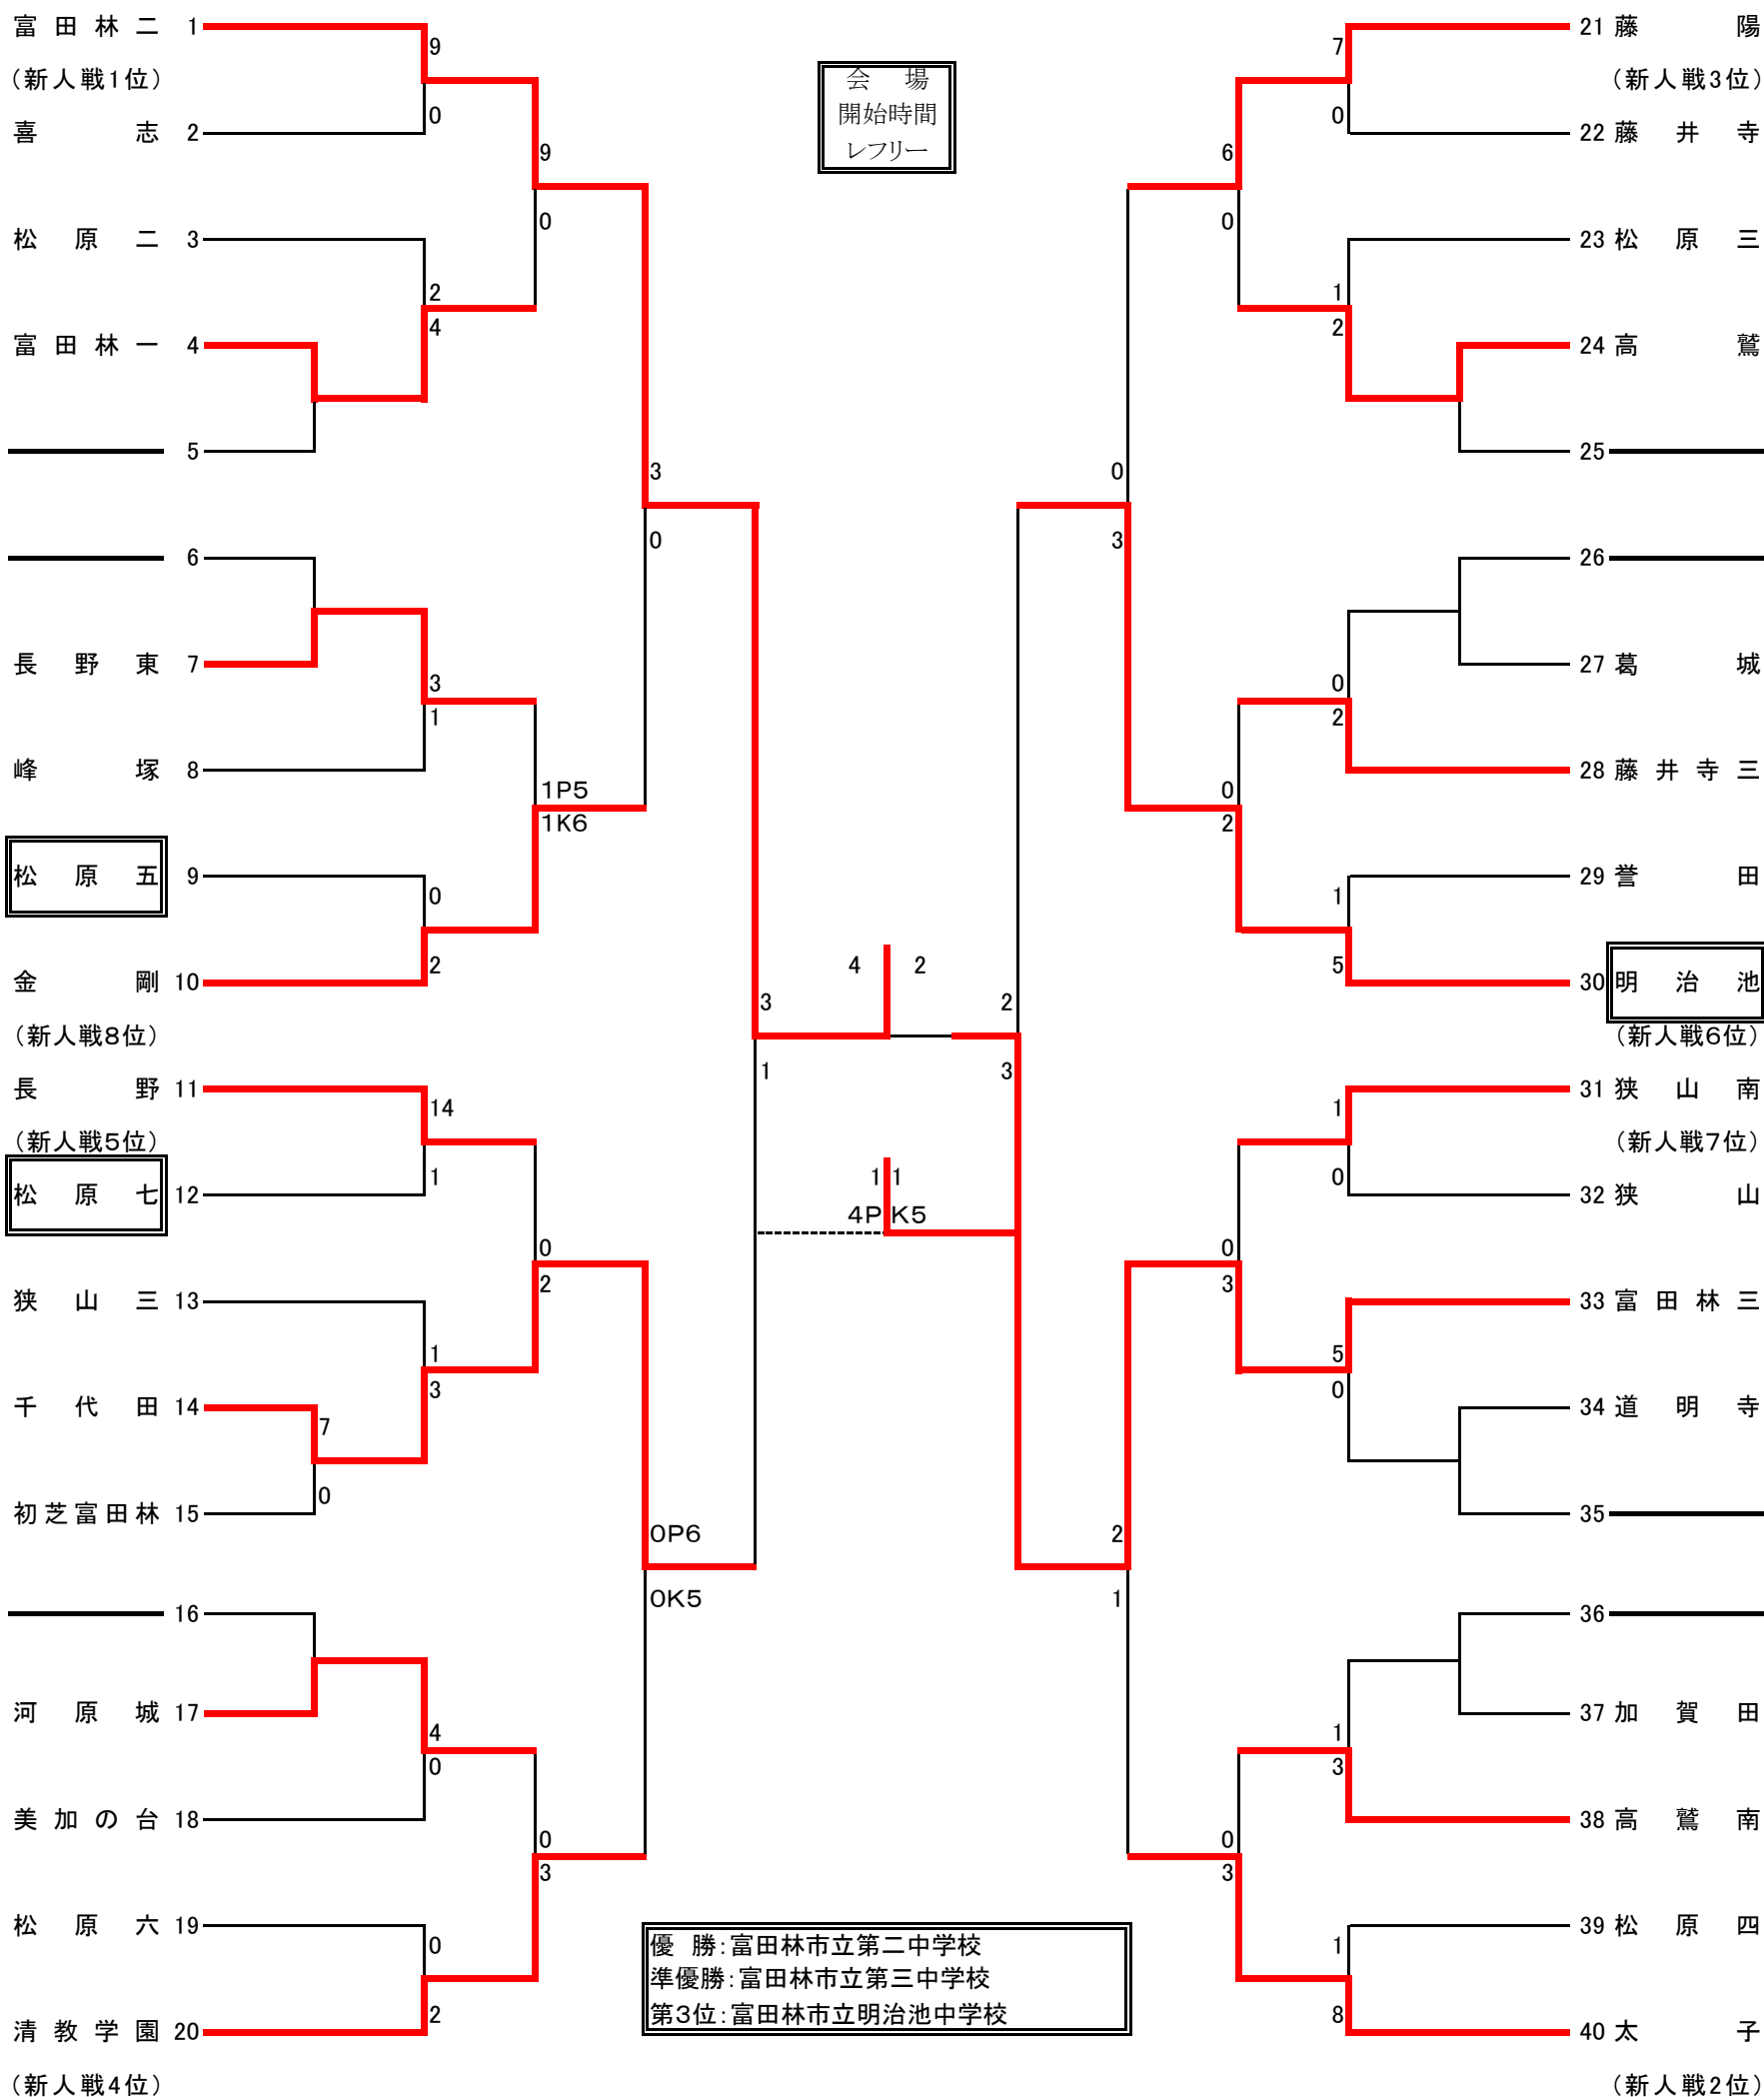 富田林二 1
(新人戦1位)
喜志 2
松原二 3
富田林一 4
5
6
長野東 7
峰塚 8
松原五 9
金剛 10
(新人戦8位)
長野 11
(新人戦5位)
松原七 12
狭山三 13
千代田 14
初芝富田林 15
16
河原城 17
美加の台 18
松原六 19
清教学園 20
(新人戦4位)
9
0
2
4
3
1
0
2
14
1
7
0
1
3
4
0
0
2
9
0
1P5
1K6
0
2
0
3
3
0
0P6
0K5
3
1
会場
開始時間
レフリー
4 2
1 1
4PK5
優勝:富田林市立第二中学校
準優勝:富田林市立第三中学校
第3位:富田林市立明治池中学校
2
3
0
3
2
1
6
0
0
2
0
3
0
3
7
0
1
2
0
2
1
5
1
0
5
0
1
3
1
8
21 藤陽
(新人戦3位)
22 藤井寺
23 松原三
24 高鷲
25
26
27 葛城
28 藤井寺三
29 誉田
30 明治池
(新人戦6位)
31 狭山南
(新人戦7位)
32 狭山
33 富田林三
34 道明寺
35
36
37 加賀田
38 高鷲南
39 松原四
40 太子
(新人戦2位)